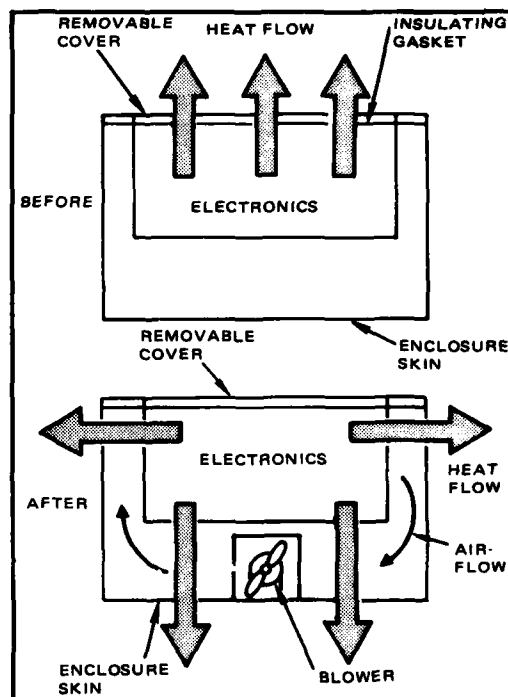 REMOVABLE
COVER
HEAT FLOW
INSULATING
GASKET
BEFORE
ELECTRONICS
ENCLOSURE
SKIN
REMOVABLE
COVER
ELECTRONICS
HEAT
FLOW
AFTER
AIR-
FLOW
ENCLOSURE
SKIN
BLOWER